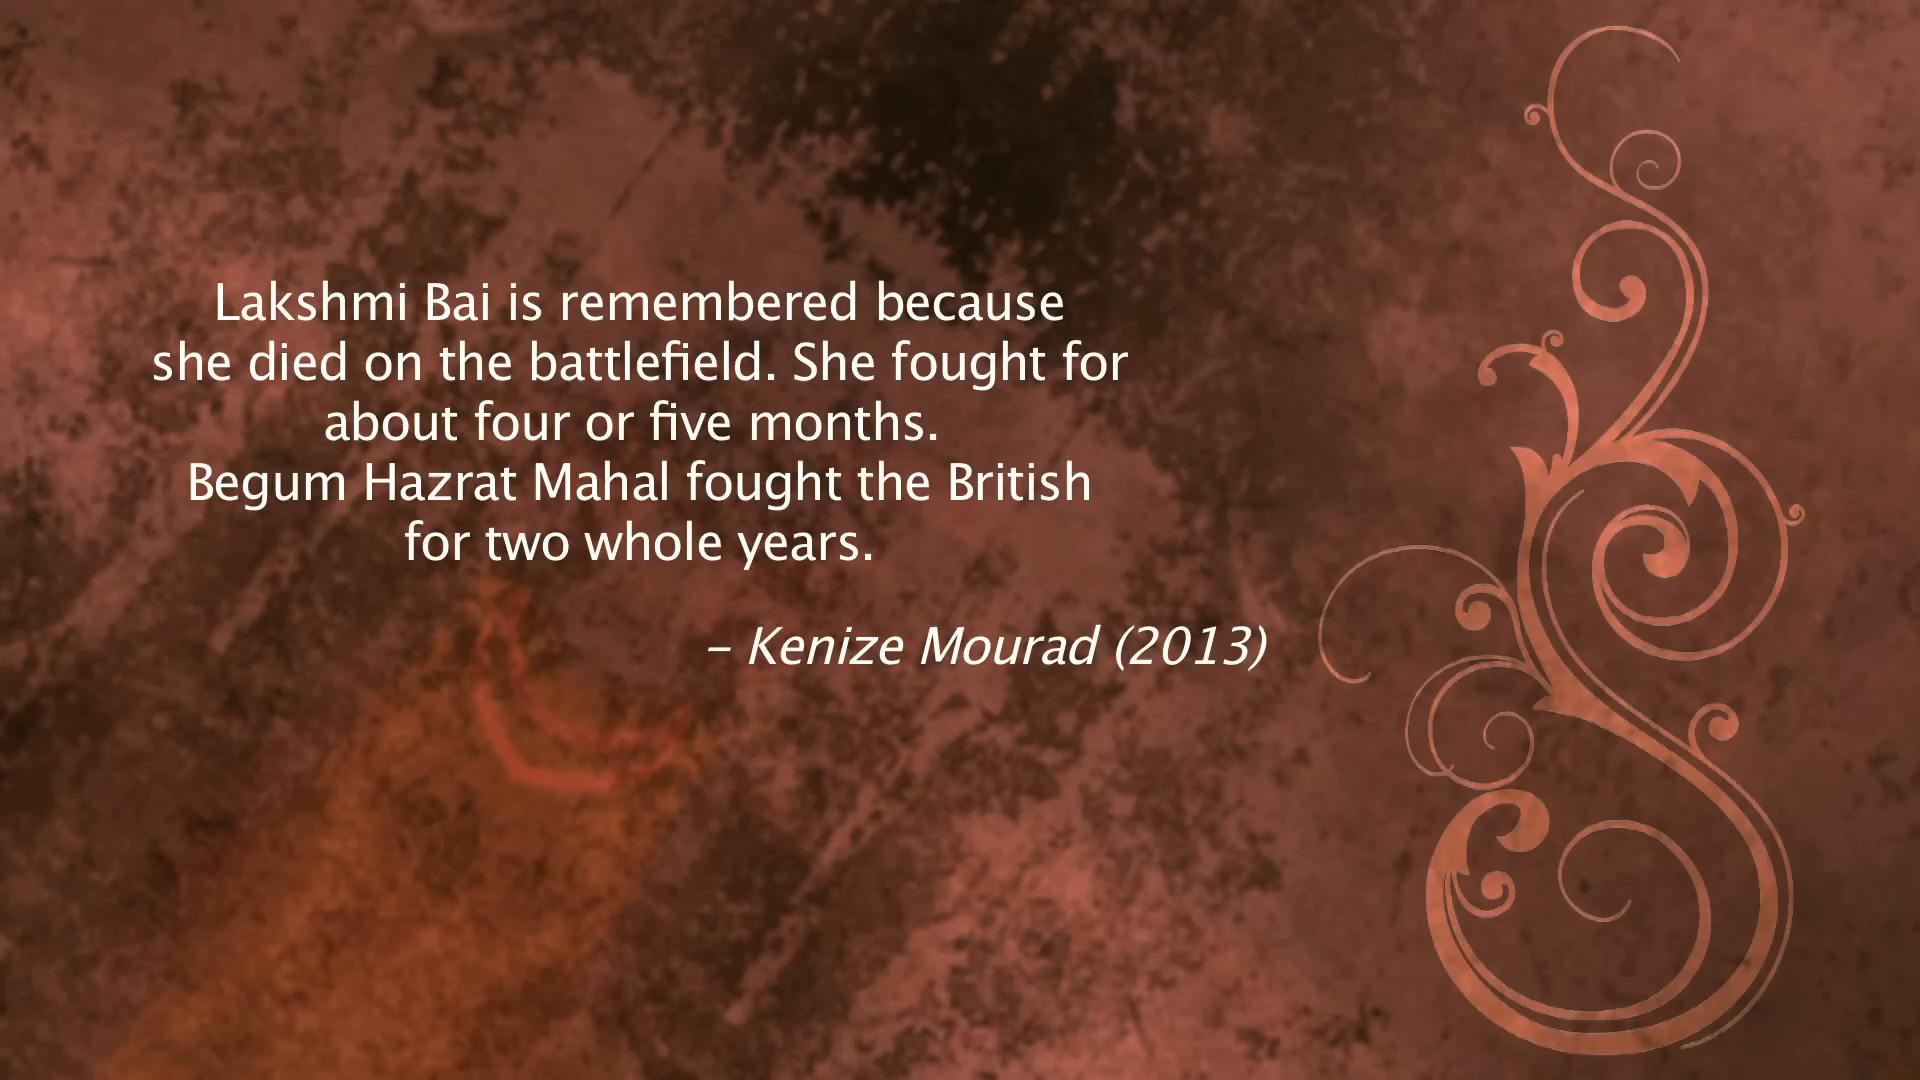 Lakshmi Bai is remembered because
she died on the battlefield. She fought for
about four or five months.
Begum Hazrat Mahal fought the British
for two whole years.
– Kenize Mourad (2013)